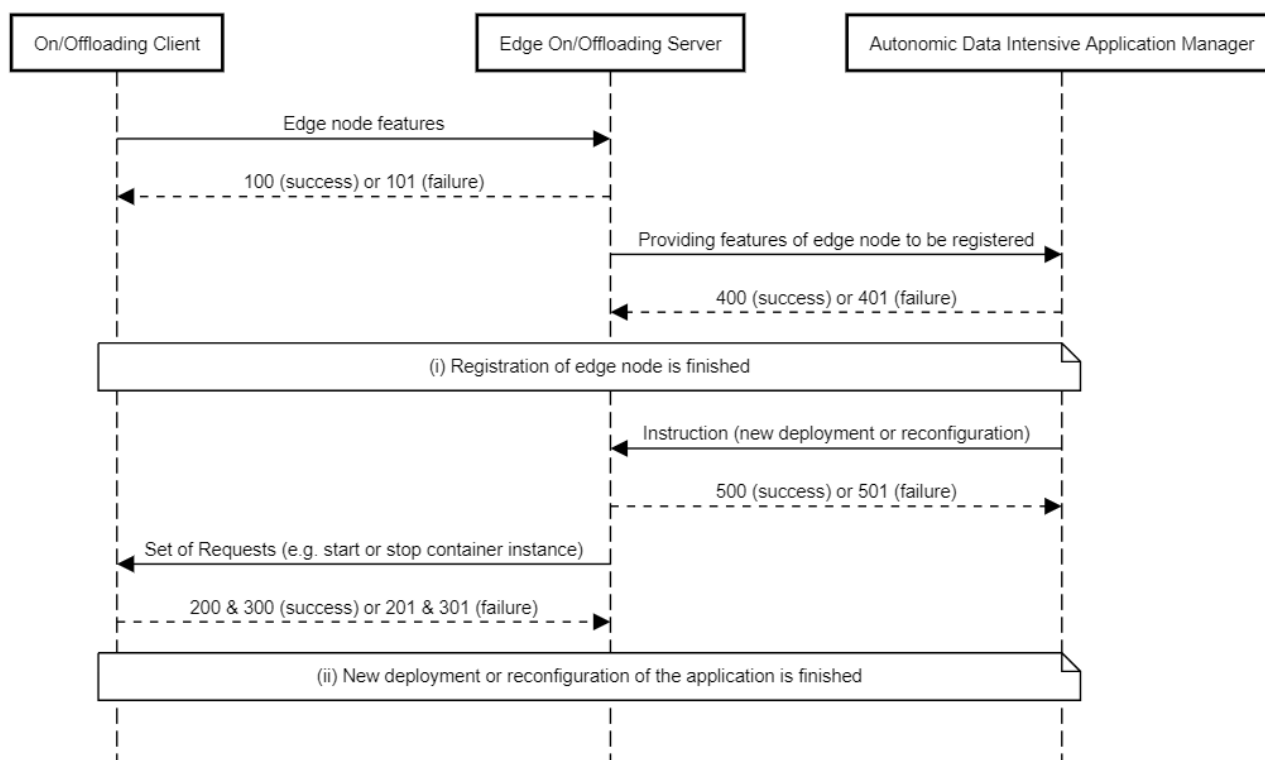 On/Offloading Client
Edge On/Offloading Server
Autonomic Data Intensive Application Manager
Edge node features
100 (success) or 101 (failure)
Providing features of edge node to be registered
400 (success) or 401 (failure)
(i) Registration of edge node is finished
Instruction (new deployment or reconfiguration)
500 (success) or 501 (failure)
Set of Requests (e.g. start or stop container instance)
200 & 300 (success) or 201 & 301 (failure)
(ii) New deployment or reconfiguration of the application is finished